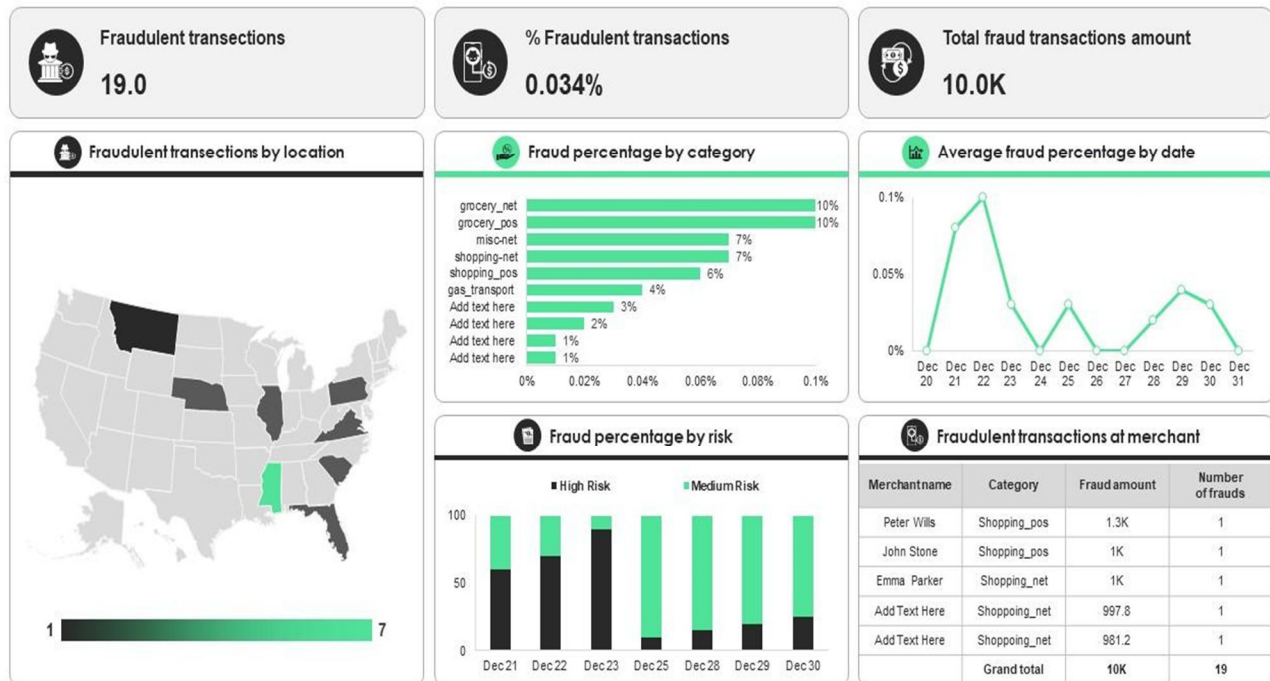 Fraudulent transections
19.0
% Fraudulent transactions
0.034%
Total fraud transactions amount
10.0K
Fraudulent transections by location
1
7
Fraud percentage by category
grocery_net 10%
grocery_pos 10%
misc-net 7%
shopping-net 7%
shopping_pos 6%
gas_transport 4%
Add text here 3%
Add text here 2%
Add text here 1%
Add text here 1%
0% 0.02% 0.04% 0.06% 0.08% 0.1%
Average fraud percentage by date
0.1%
0.05%
0%
Dec Dec Dec Dec Dec Dec Dec Dec Dec Dec Dec Dec
20 21 22 23 24 25 26 27 28 29 30 31
Fraud percentage by risk
High Risk Medium Risk
100
50
0
Dec 21 Dec 22 Dec 23 Dec 25 Dec 28 Dec 29 Dec 30
Fraudulent transactions at merchant
Merchant name Category Fraud amount Number
of frauds
Peter Wills Shopping_pos 1.3K 1
John Stone Shopping_pos 1K 1
Emma Parker Shopping_net 1K 1
Add Text Here Shoppoing_net 997.8 1
Add Text Here Shoppoing_net 981.2 1
Grand total 10K 19